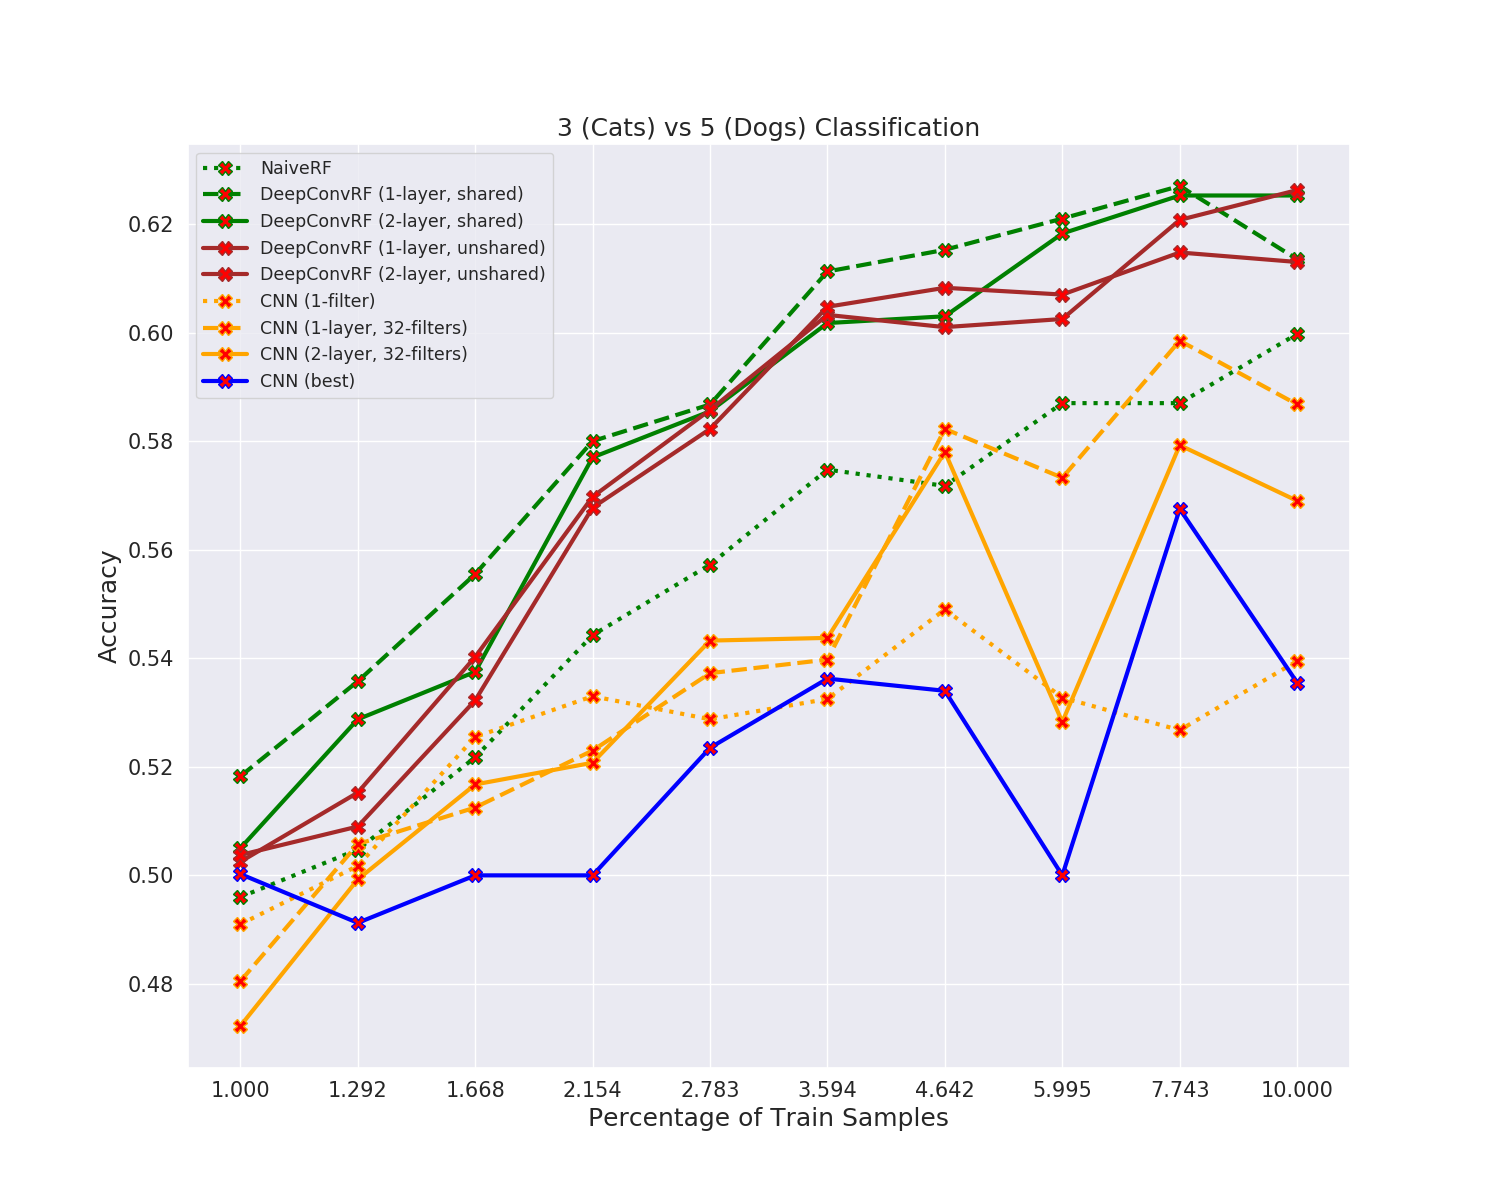 3 (Cats) vs 5 (Dogs) Classification
NaiveRF
DeepConvRF (1-layer, shared)
DeepConvRF (2-layer, shared)
DeepConvRF (1-layer, unshared)
DeepConvRF (2-layer, unshared)
CNN (1-filter)
CNN (1-layer, 32-filters)
CNN (2-layer, 32-filters)
CNN (best)
0.62
0.60
0.58
0.56
0.54
0.52
0.50
0.48
Accuracy
1.000 1.292 1.668 2.154 2.783 3.594 4.642 5.995 7.743 10.000
Percentage of Train Samples